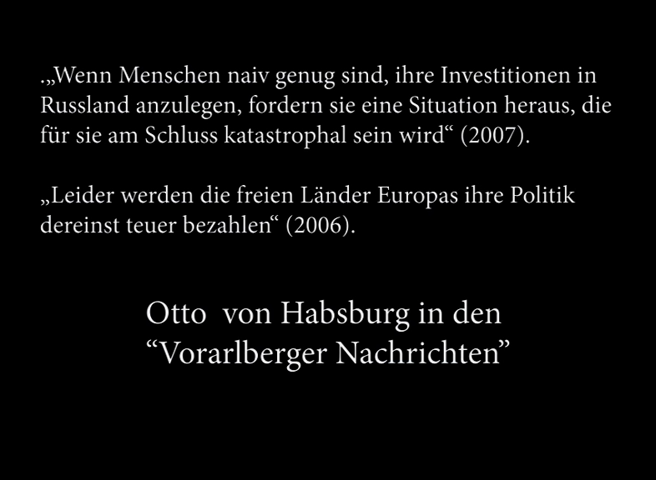 .„Wenn Menschen naiv genug sind, ihre Investitionen in
Russland anzulegen, fordern sie eine Situation heraus, die
für sie am Schluss katastrophal sein wird“ (2007).
„Leider werden die freien Länder Europas ihre Politik
dereinst teuer bezahlen“ (2006).
Otto  von Habsburg in den
“Vorarlberger Nachrichten”